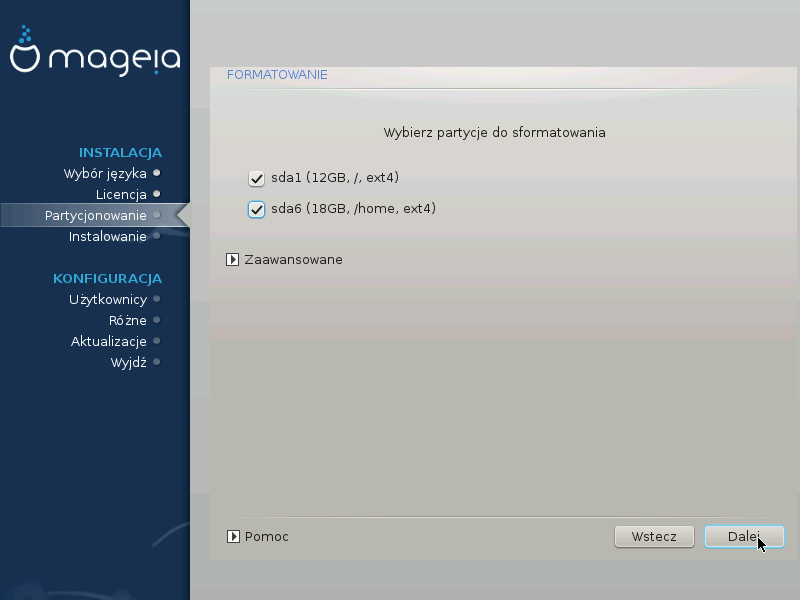 mageia
INSTALACJA
Wybór języka
Licencja
Partycjonowanie
Instalowanie
KONFIGURACJA
Użytkownicy
Różne
Aktualizacje
Wyjdź
FORMATOWANIE
Wybierz partycje do sformatowania
sda1 (12GB, /, ext4)
sda6 (18GB, /home, ext4)
Zaawansowane
Pomoc
Wstecz
Dalej